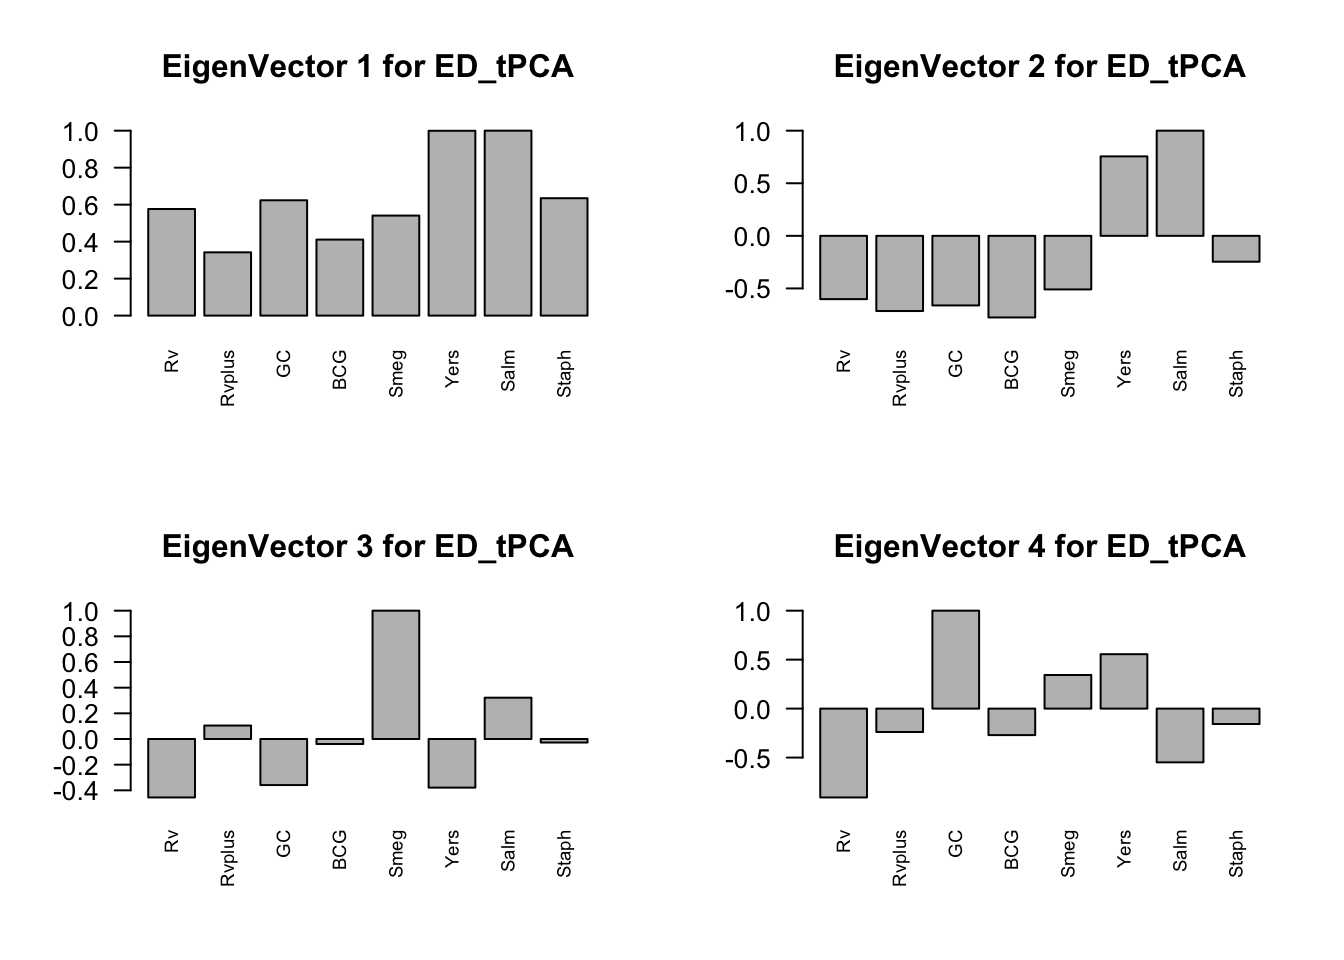 EigenVector 1 for ED_tPCA
1.0
0.8
0.6
0.4
0.2
0.0
Rv
Rvplus
GC
BCG
Smeg
Yers
Salm
Staph
EigenVector 2 for ED_tPCA
1.0
0.5
0.0
-0.5
Rv
Rvplus
GC
BCG
Smeg
Yers
Salm
Staph
EigenVector 3 for ED_tPCA
1.0
0.8
0.6
0.4
0.2
0.0
-0.2
-0.4
Rv
Rvplus
GC
BCG
Smeg
Yers
Salm
Staph
EigenVector 4 for ED_tPCA
1.0
0.5
0.0
-0.5
Rv
Rvplus
GC
BCG
Smeg
Yers
Salm
Staph